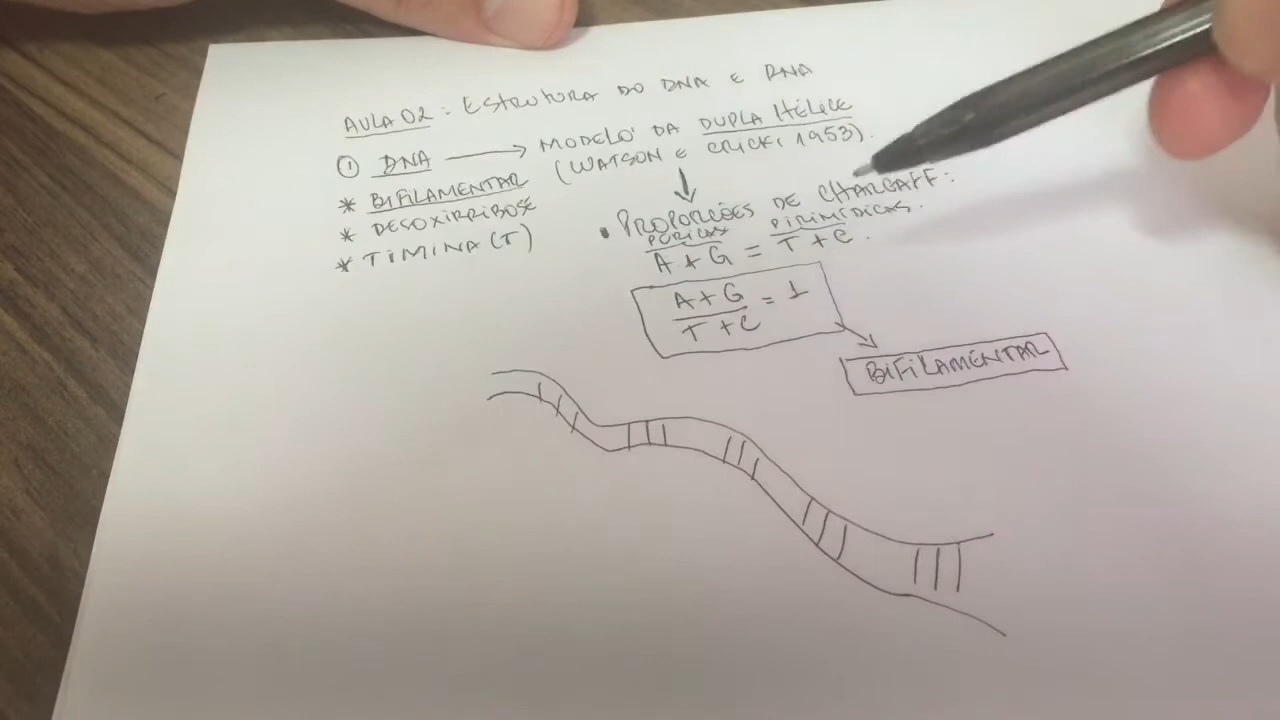 AULA 02: ESTRUTURA DO DNA E RNA
① DNA → MODELO DA DUPLA HÉLICE
(WATSON E CRICK, 1953).
* BIFILAMENTAR
* DESOXIRRIBOSE
* TIMINA (T)
• PROPORÇÕES DE CHARGAFF:
PÚRICAS PIRIMÍDICAS.
A + G = T + C.
A + G
T + C = 1
BIFILAMENTAR